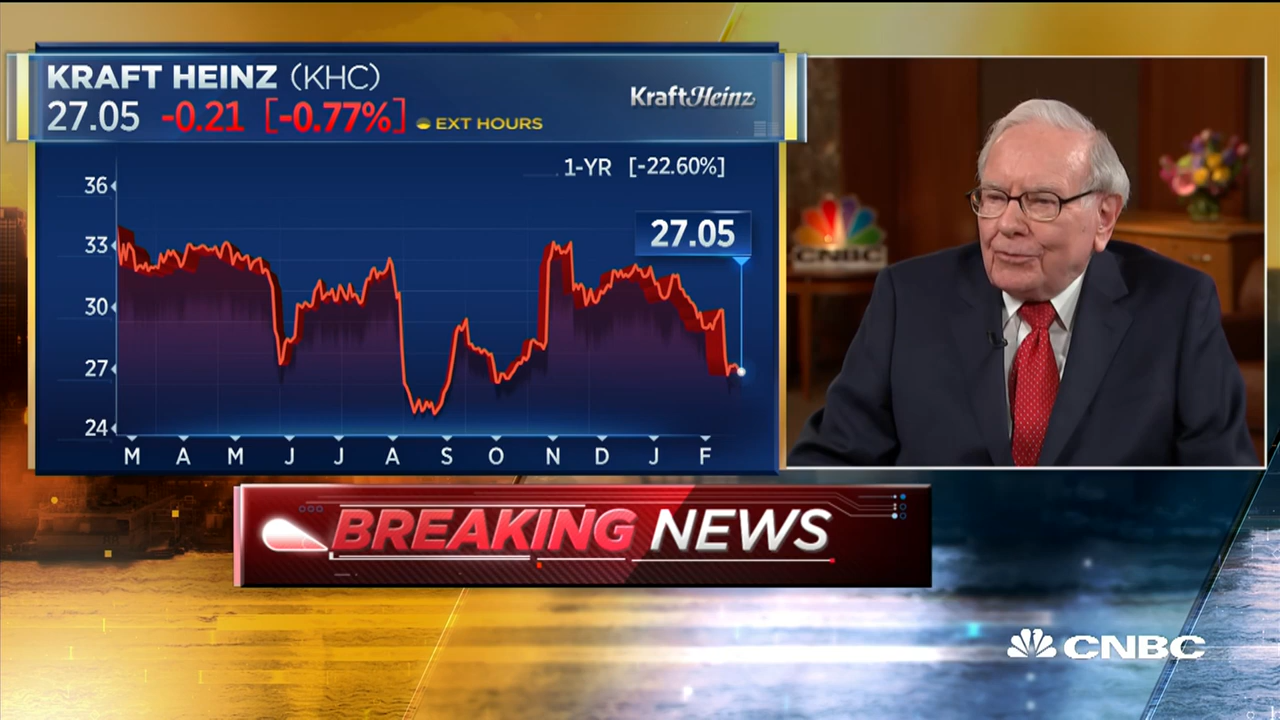 KRAFT HEINZ (KHC)
27.05 -0.21 [-0.77%] EXT HOURS
KraftHeinz
1-YR [-22.60%]
27.05
36
33
30
27
24
M A M J J A S O N D J F
CNBC
BREAKING NEWS
CNBC